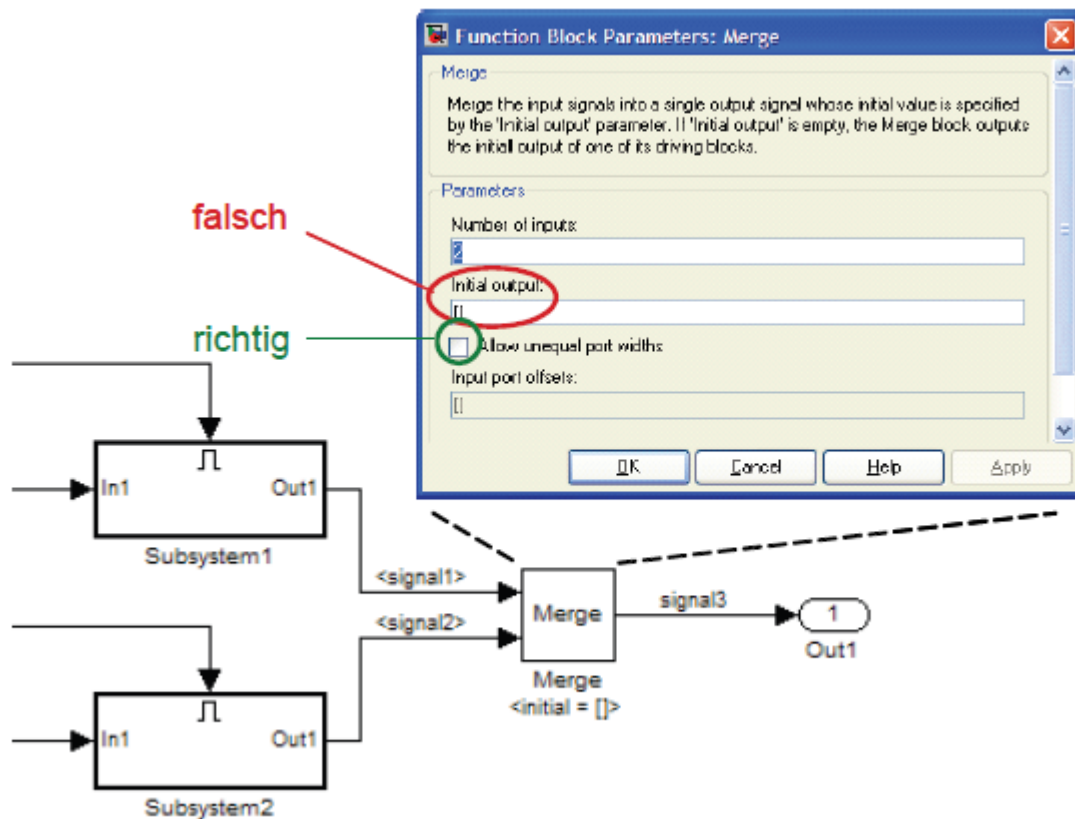 Function Block Parameters: Merge
Merge
Merge the input signals into a single output signal whose initial value is specified
by the 'Initial output' parameter. If 'Initial output' is empty, the Merge block outputs
the initial output of one of its driving blocks.
Parameters
Number of inputs:
2
Initial output:
[]
Allow unequal port widths
Input port offsets:
[]
OK
Cancel
Help
Apply
falsch
richtig
In1
Out1
Subsystem1
<signal1>
<signal2>
Merge
signal3
1
Out1
Merge
<initial = []>
In1
Out1
Subsystem2